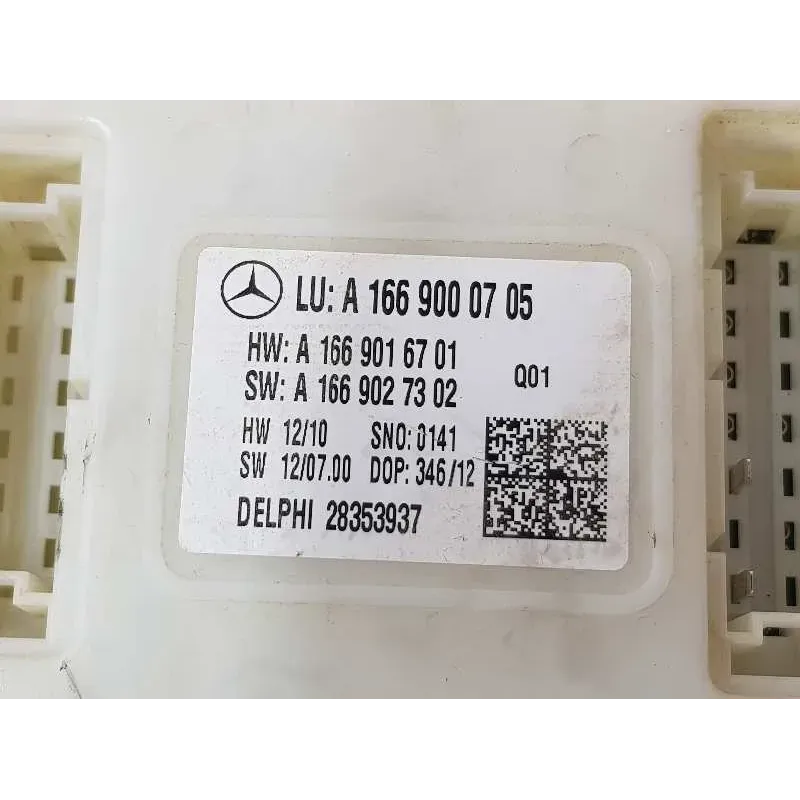 LU: A 166 900 07 05
HW: A 166 901 67 01
SW: A 166 902 73 02
Q01
HW 12/10 SNO: 0141
SW 12/07.00 DOP: 346/12
DELPHI 28353937